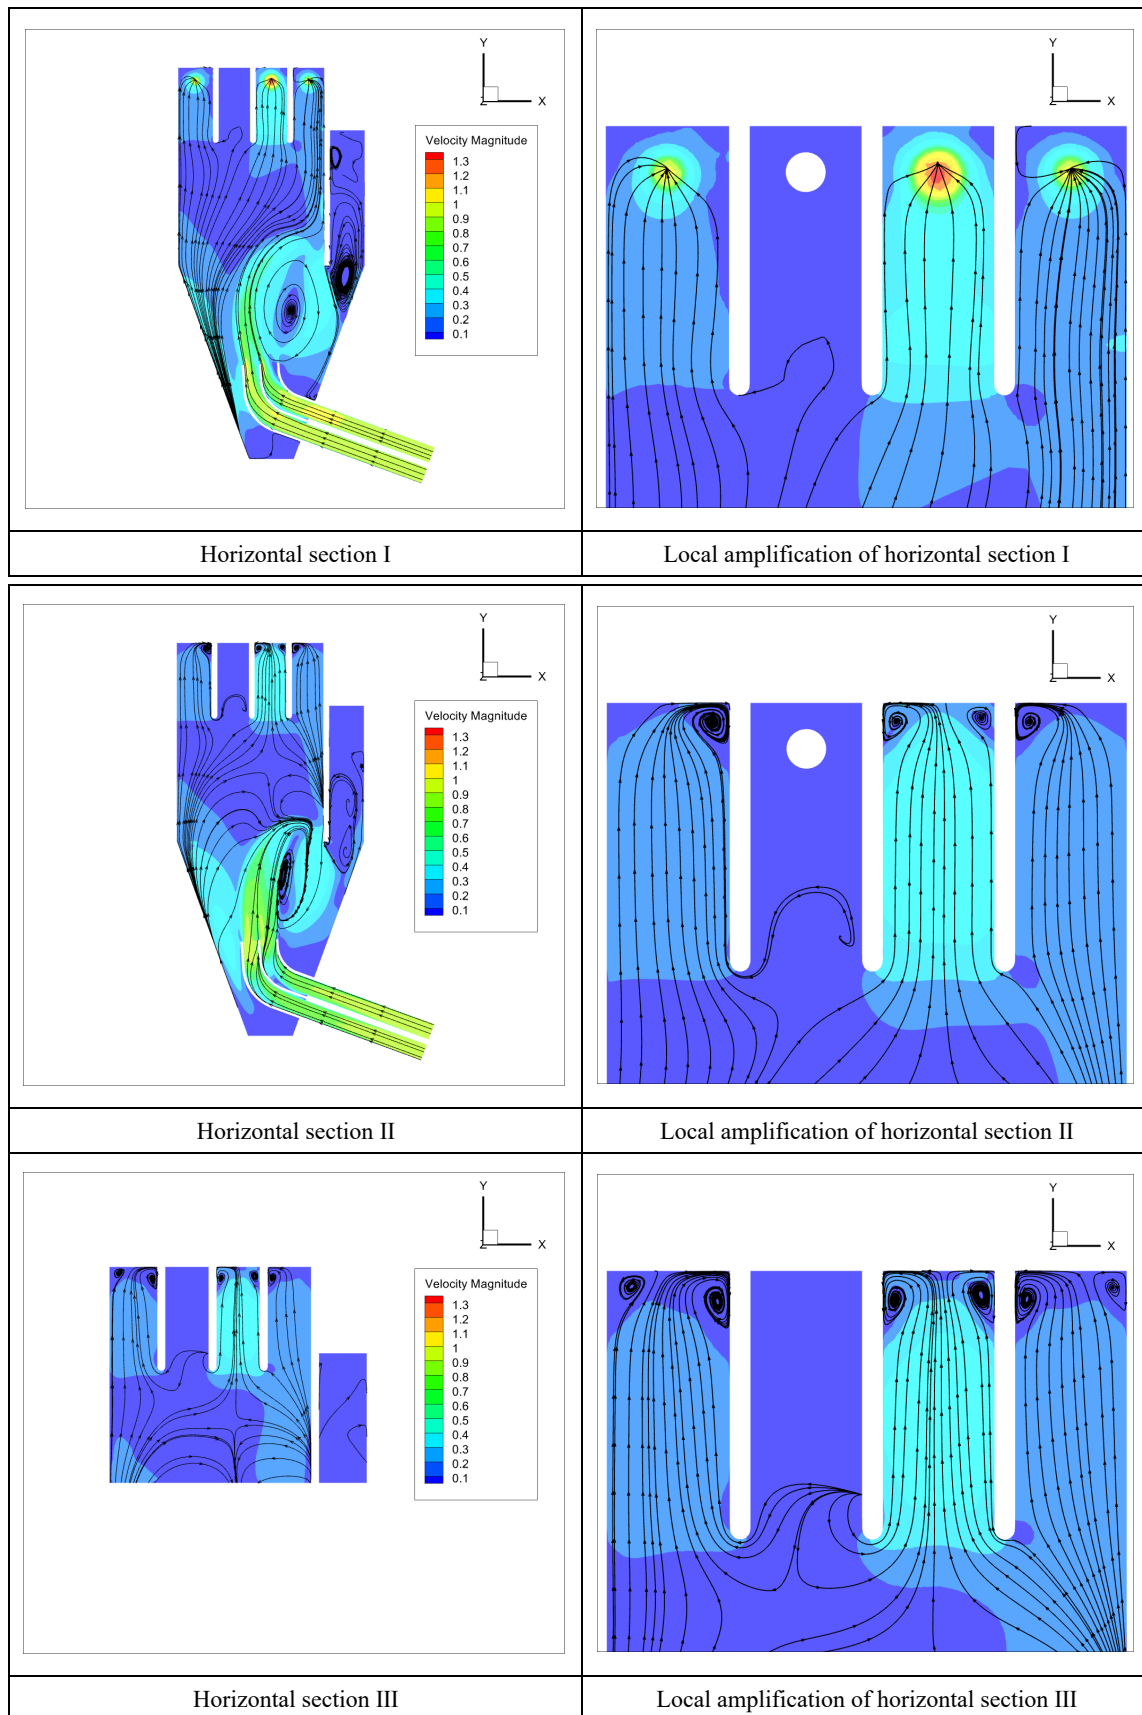 Y
Z
X
Velocity Magnitude
1.3
1.2
1.1
1
0.9
0.8
0.7
0.6
0.5
0.4
0.3
0.2
0.1
Y
Z
X
Horizontal section I
Local amplification of horizontal section I
Y
Z
X
Velocity Magnitude
1.3
1.2
1.1
1
0.9
0.8
0.7
0.6
0.5
0.4
0.3
0.2
0.1
Y
Z
X
Horizontal section II
Local amplification of horizontal section II
Y
Z
X
Velocity Magnitude
1.3
1.2
1.1
1
0.9
0.8
0.7
0.6
0.5
0.4
0.3
0.2
0.1
Y
Z
X
Horizontal section III
Local amplification of horizontal section III